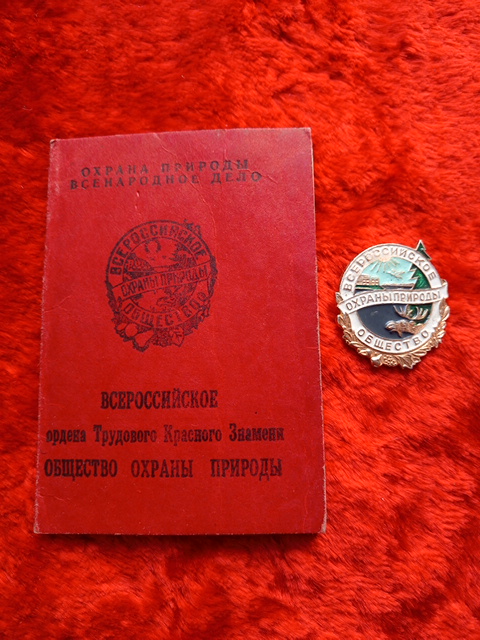 ОХРАНА ПРИРОДЫ
ВСЕНАРОДНОЕ ДЕЛО
ВСЕРОССИЙСКОЕ
ОХРАНЫ ПРИРОДЫ
ОБЩЕСТВО
ВСЕРОССИЙСКОЕ
ордена Трудового Красного Знамени
ОБЩЕСТВО ОХРАНЫ ПРИРОДЫ
ВСЕРОССИЙСКОЕ
ОХРАНЫ ПРИРОДЫ
ОБЩЕСТВО